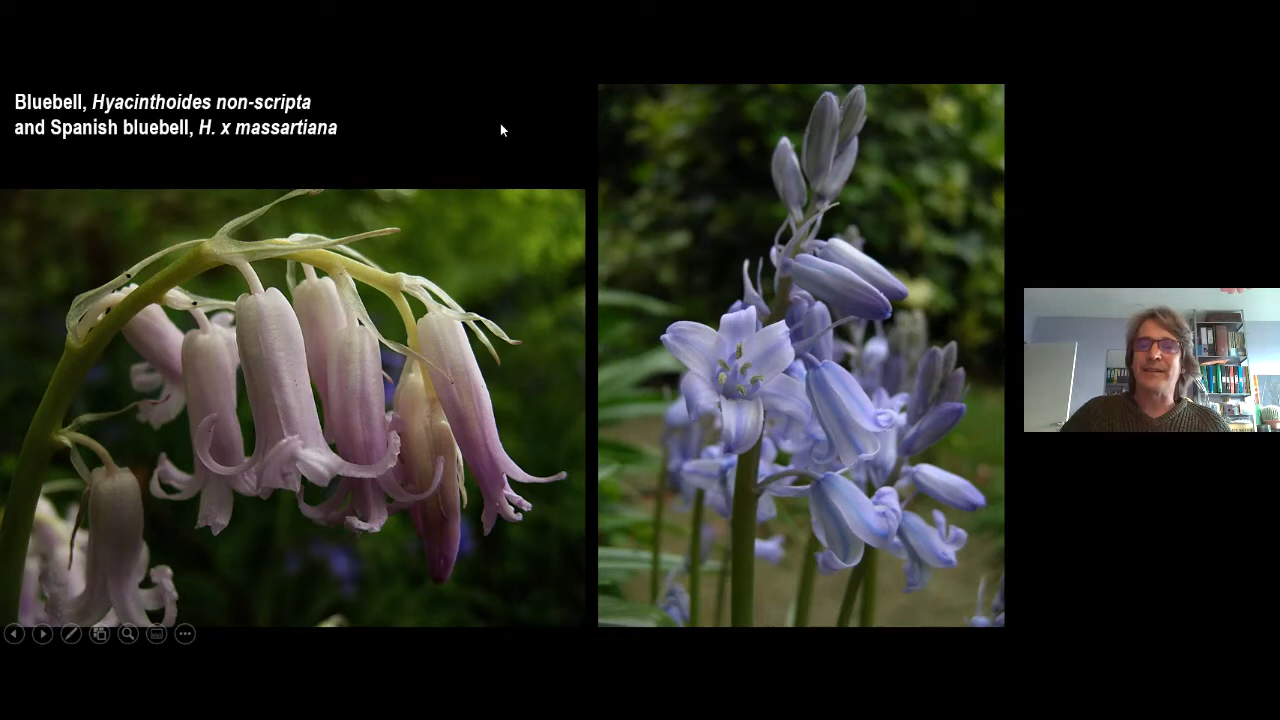 Bluebell, Hyacinthoides non-scripta
and Spanish bluebell, H. x massartiana